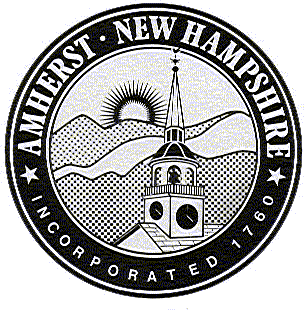 AMHERST · NEW HAMPSHIRE
INCORPORATED 1760